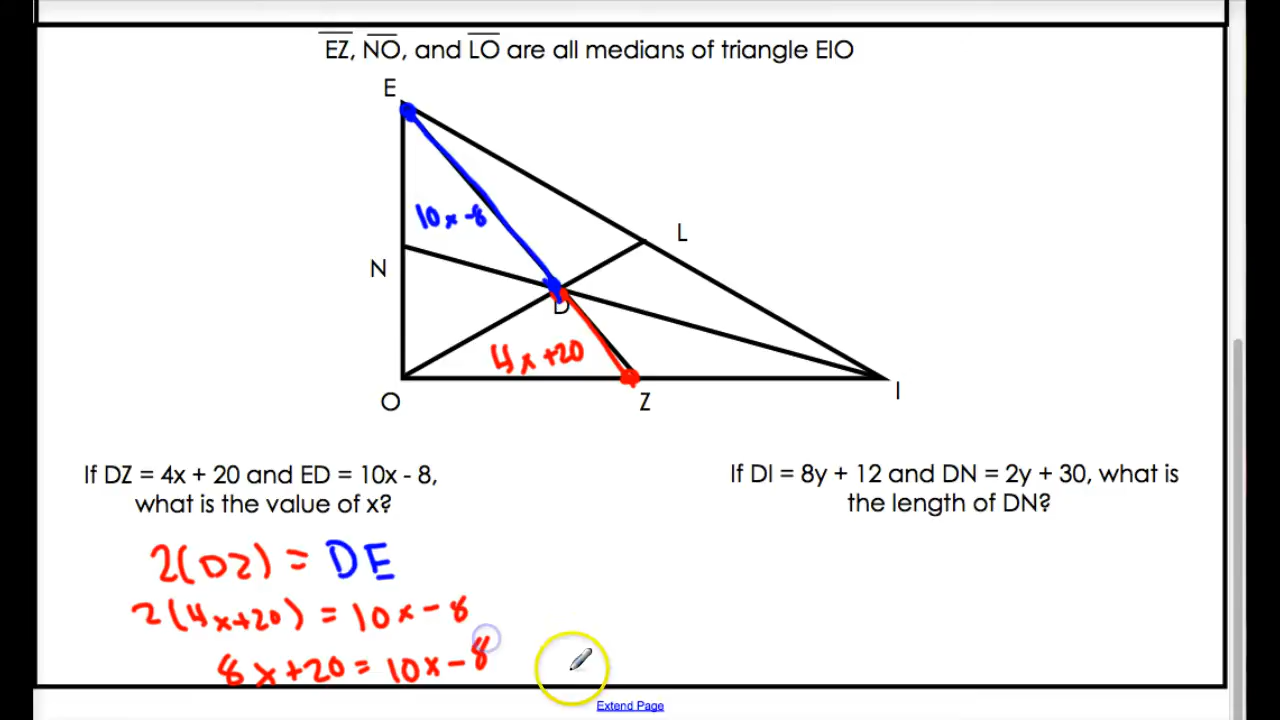 EZ, NO, and LO are all medians of triangle EIO
E
10x-8
L
N
D
4x+20
O
Z
I
If DZ = 4x + 20 and ED = 10x - 8,
what is the value of x?
If DI = 8y + 12 and DN = 2y + 30, what is
the length of DN?
2(DZ) = DE
2(4x+20) = 10x-8
8x+20 = 10x-8
Extend Page